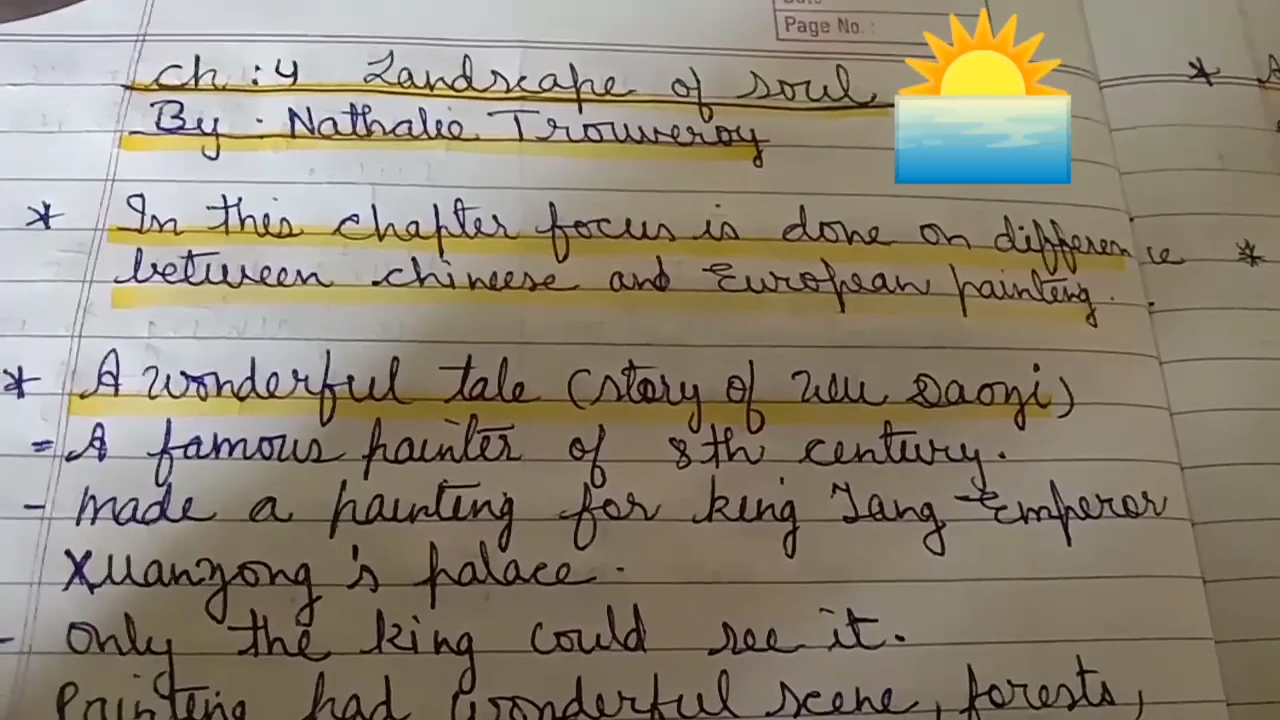 Page No. :
Ch : 4 Landscape of soul
By . Nathalie Trouveroy
* In this chapter focus is done on difference
between chineese and European painting.
* A wonderful tale (story of Wu Daozi)
= A famous painter of 8th century.
- made a painting for king Tang Emperor
Xuanzong's palace.
- only the king could see it.
Painting had wonderful scene, forests,